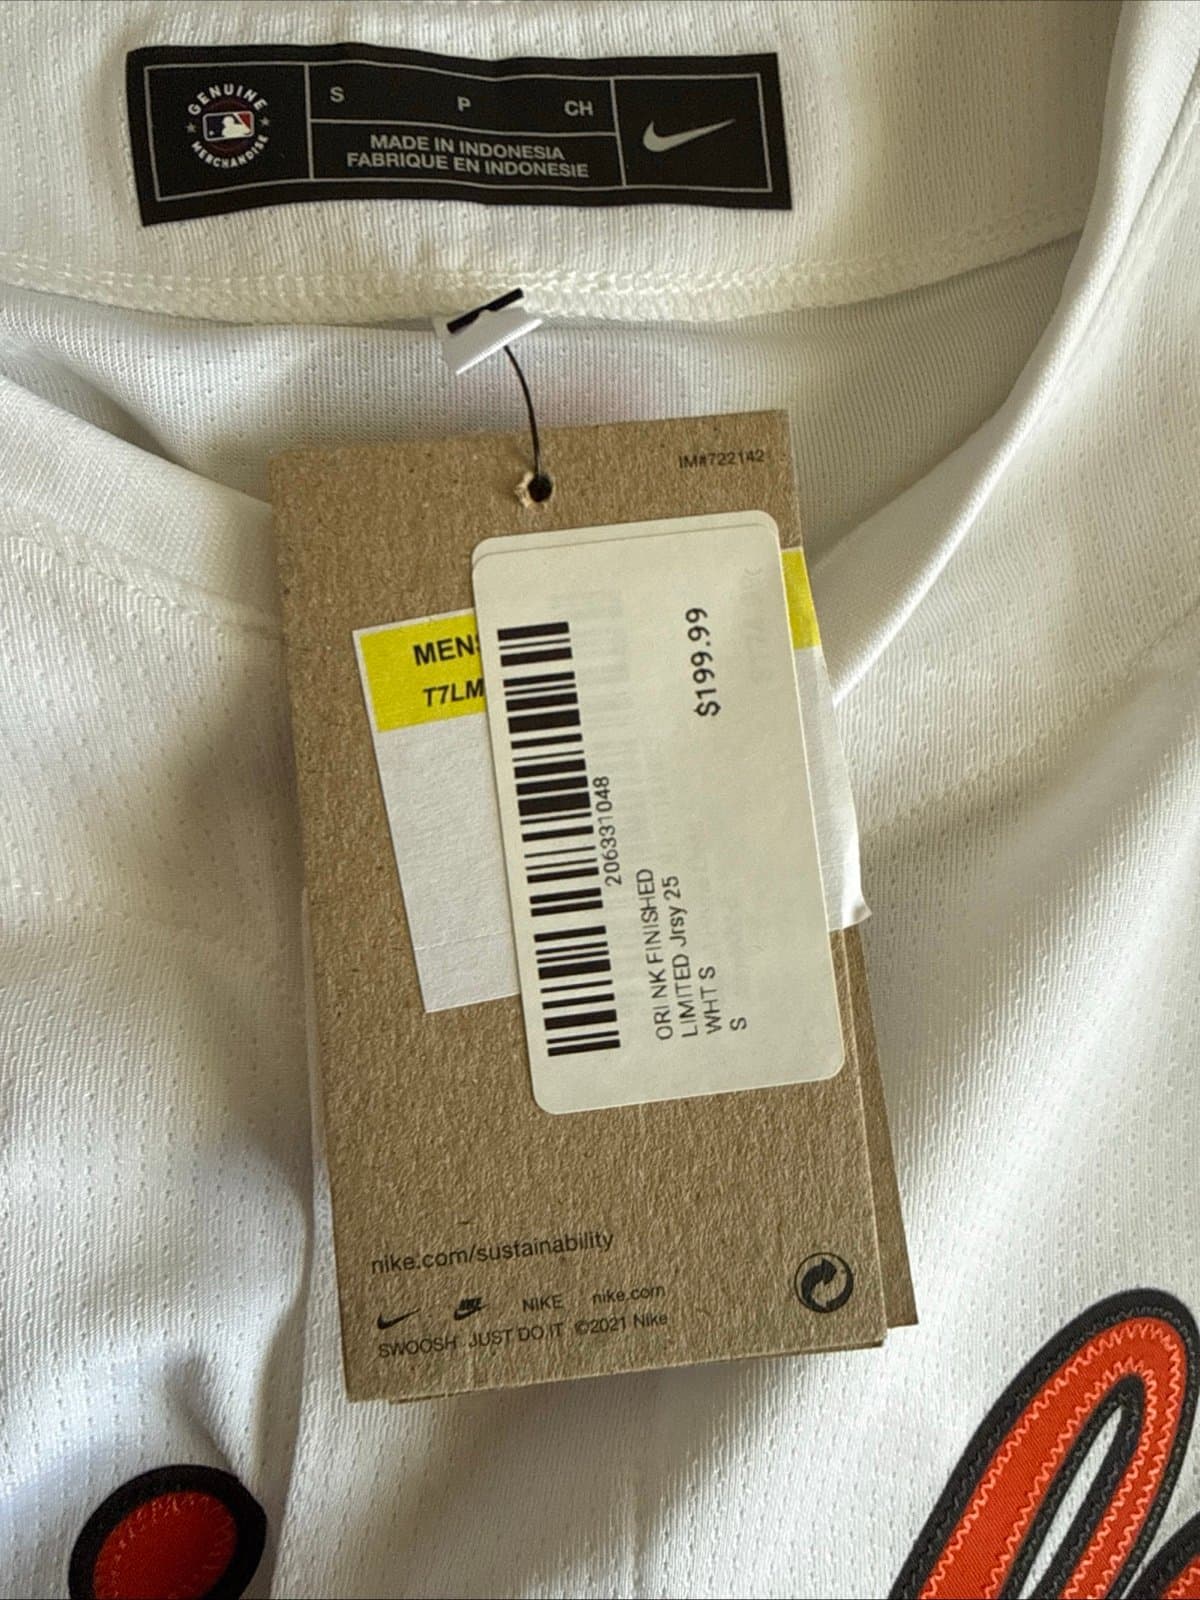 GENUINE
MERCHANDISE
S P CH
MADE IN INDONESIA
FABRIQUE EN INDONESIE
IM#722142
MENS
T7LM
$199.99
206331048
ORI NK FINISHED
LIMITED Jrsy 25
WHT S
S
nike.com/sustainability
NIKE nike.com
SWOOSH JUST DO IT ©2021 Nike